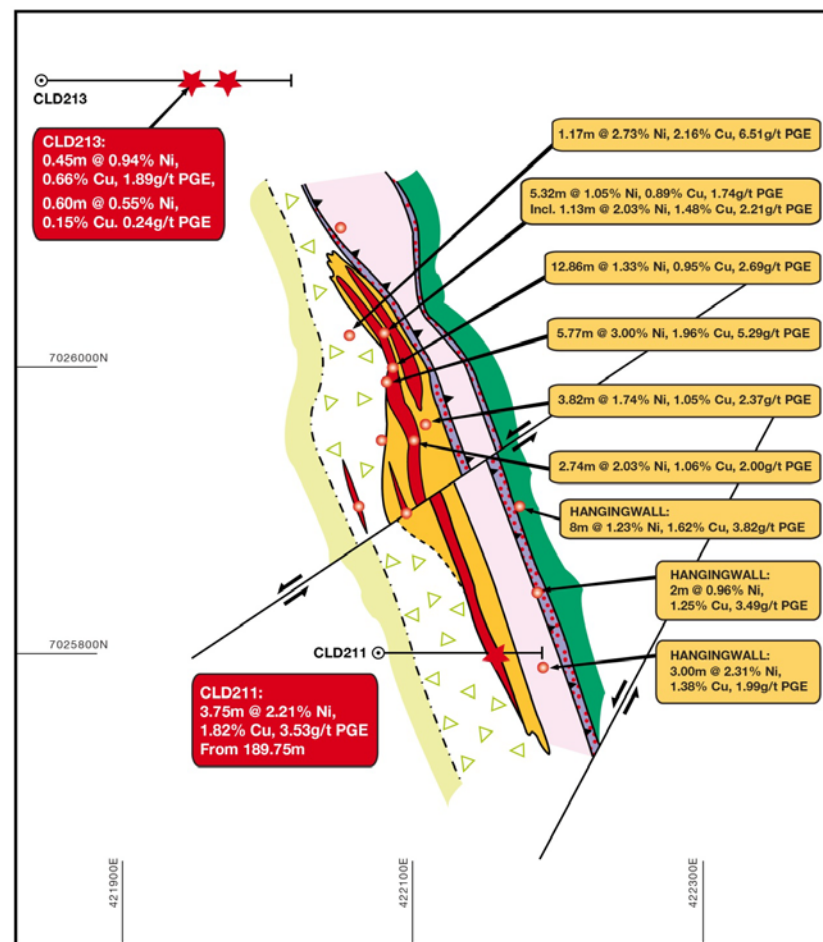 CLD213
CLD213:
0.45m @ 0.94% Ni,
0.66% Cu, 1.89g/t PGE,
0.60m @ 0.55% Ni,
0.15% Cu. 0.24g/t PGE
1.17m @ 2.73% Ni, 2.16% Cu, 6.51g/t PGE
5.32m @ 1.05% Ni, 0.89% Cu, 1.74g/t PGE
Incl. 1.13m @ 2.03% Ni, 1.48% Cu, 2.21g/t PGE
12.86m @ 1.33% Ni, 0.95% Cu, 2.69g/t PGE
5.77m @ 3.00% Ni, 1.96% Cu, 5.29g/t PGE
7026000N
3.82m @ 1.74% Ni, 1.05% Cu, 2.37g/t PGE
2.74m @ 2.03% Ni, 1.06% Cu, 2.00g/t PGE
HANGINGWALL:
8m @ 1.23% Ni, 1.62% Cu, 3.82g/t PGE
HANGINGWALL:
2m @ 0.96% Ni,
1.25% Cu, 3.49g/t PGE
7025800N
CLD211
HANGINGWALL:
3.00m @ 2.31% Ni,
1.38% Cu, 1.99g/t PGE
CLD211:
3.75m @ 2.21% Ni,
1.82% Cu, 3.53g/t PGE
From 189.75m
421900E
422100E
422300E